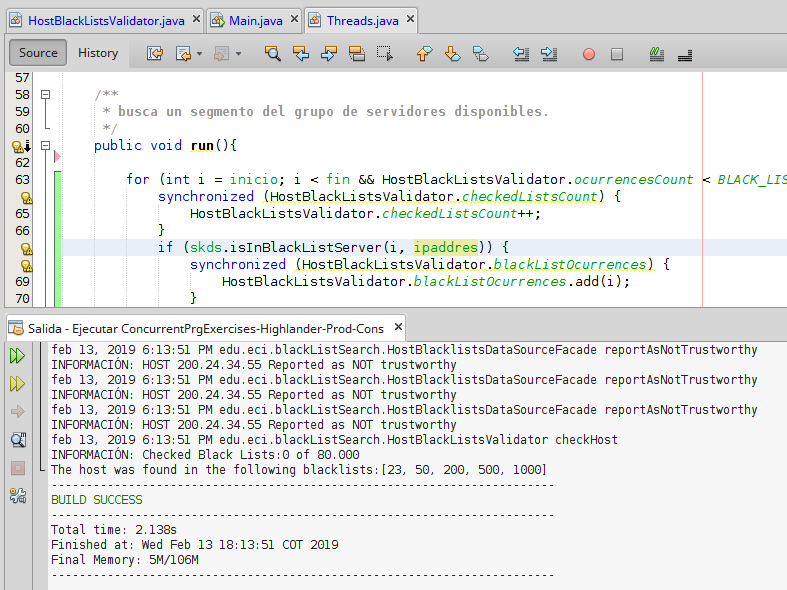 HostBlackListsValidator.java Main.java Threads.java
Source History
57
58 /**
59 * busca un segmento del grupo de servidores disponibles.
60 */
public void run(){
62
63 for (int i = inicio; i < fin && HostBlackListsValidator.ocurrencesCount < BLACK_LIS
synchronized (HostBlackListsValidator.checkedListsCount) {
65 HostBlackListsValidator.checkedListsCount++;
66 }
if (skds.isInBlackListServer(i, ipaddres)) {
synchronized (HostBlackListsValidator.blackListOcurrences) {
69 HostBlackListsValidator.blackListOcurrences.add(i);
70 }
Salida - Ejecutar ConcurrentPrgExercises-Highlander-Prod-Cons
feb 13, 2019 6:13:51 PM edu.eci.blackListSearch.HostBlacklistsDataSourceFacade reportAsNotTrustworthy
INFORMACIÓN: HOST 200.24.34.55 Reported as NOT trustworthy
feb 13, 2019 6:13:51 PM edu.eci.blackListSearch.HostBlacklistsDataSourceFacade reportAsNotTrustworthy
INFORMACIÓN: HOST 200.24.34.55 Reported as NOT trustworthy
feb 13, 2019 6:13:51 PM edu.eci.blackListSearch.HostBlacklistsDataSourceFacade reportAsNotTrustworthy
INFORMACIÓN: HOST 200.24.34.55 Reported as NOT trustworthy
feb 13, 2019 6:13:51 PM edu.eci.blackListSearch.HostBlackListsValidator checkHost
INFORMACIÓN: Checked Black Lists:0 of 80.000
The host was found in the following blacklists:[23, 50, 200, 500, 1000]
------------------------------------------------------------------------
BUILD SUCCESS
------------------------------------------------------------------------
Total time: 2.138s
Finished at: Wed Feb 13 18:13:51 COT 2019
Final Memory: 5M/106M
------------------------------------------------------------------------